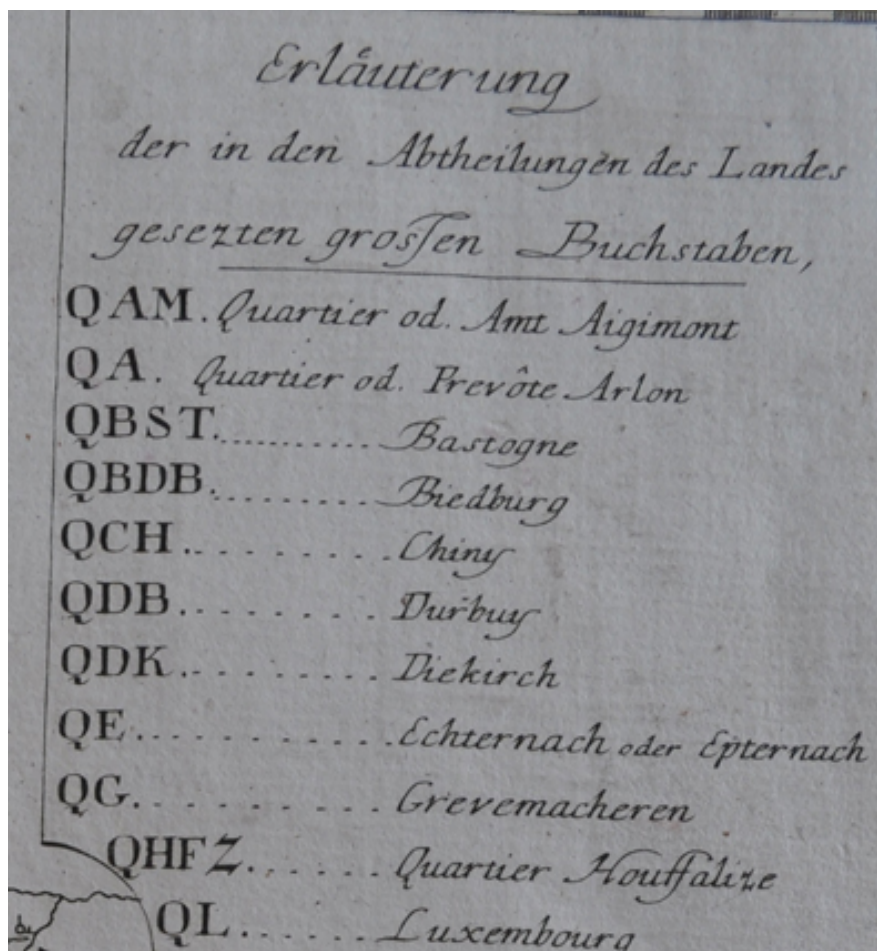 Erläuterung
der in den Abtheilungen des Landes
gesezten grossen Buchstaben,
QAM. Quartier od. Amt Aigimont
QA. Quartier od. Prevôte Arlon
QBST............ Bastogne
QBDB.......... Biedburg
QCH.......... Chiny
QDB......... Durbuy
QDK.......... Diekirch
QE............. Echternach oder Epternach
QG........... Grevemacheren
QHFZ....... Quartier Houffalize
QL....... Luxembourg